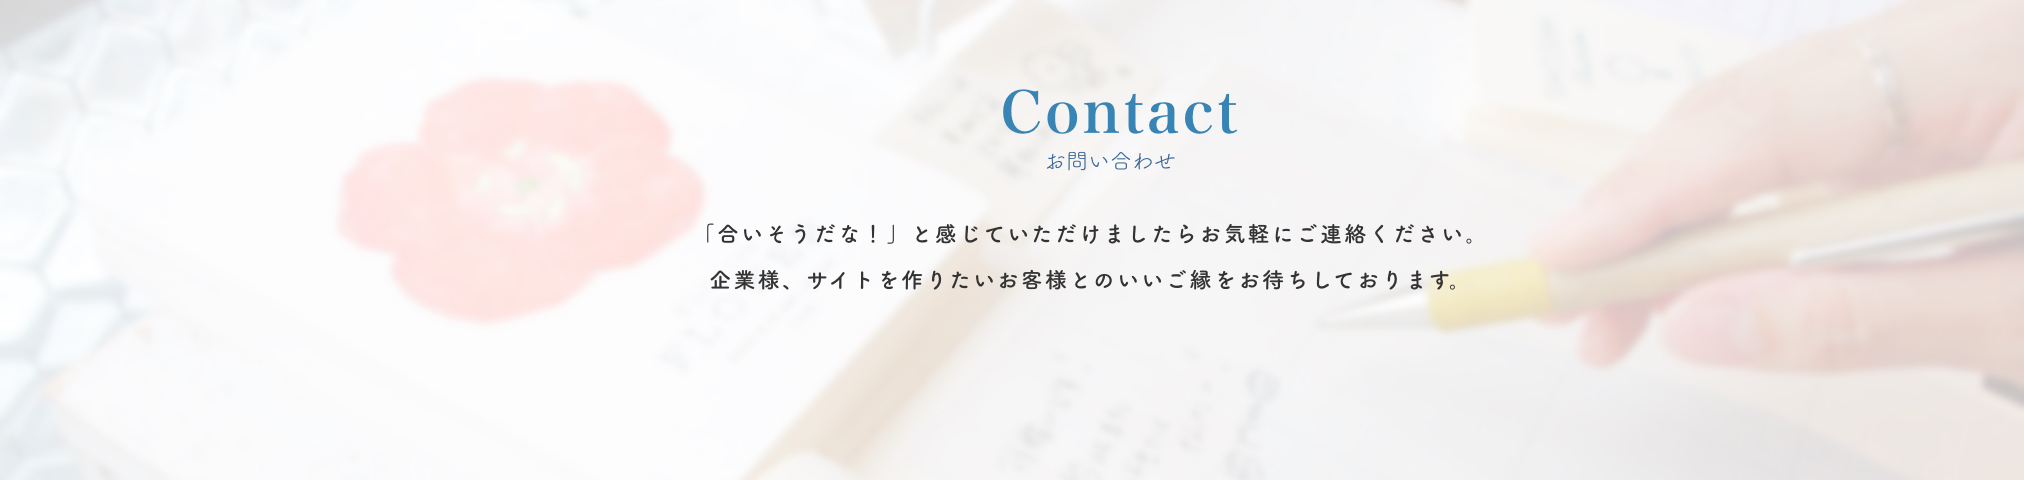 Contact
お問い合わせ
「合いそうだな！」と感じていただけましたらお気軽にご連絡ください。
企業様、サイトを作りたいお客様とのいいご縁をお待ちしております。